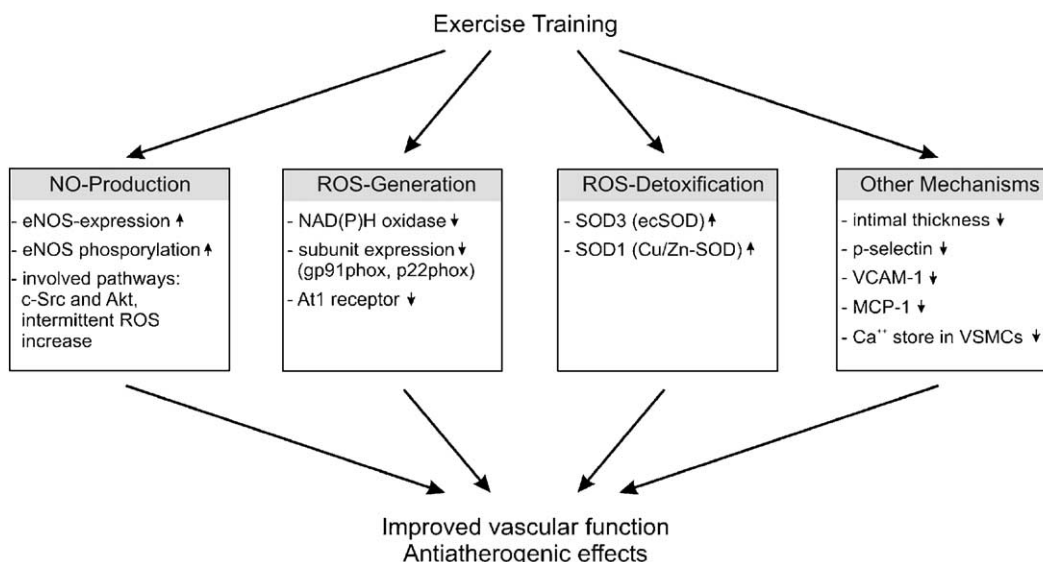 Exercise Training
NO-Production
- eNOS-expression ↑
- eNOS phosporylation ↑
- involved pathways:
c-Src and Akt,
intermittent ROS
increase
ROS-Generation
- NAD(P)H oxidase ↓
- subunit expression ↓
(gp91phox, p22phox)
- At1 receptor ↓
ROS-Detoxification
- SOD3 (ecSOD) ↑
- SOD1 (Cu/Zn-SOD) ↑
Other Mechanisms
- intimal thickness ↓
- p-selectin ↓
- VCAM-1 ↓
- MCP-1 ↓
- Ca⁺⁺ store in VSMCs ↓
Improved vascular function
Antiatherogenic effects